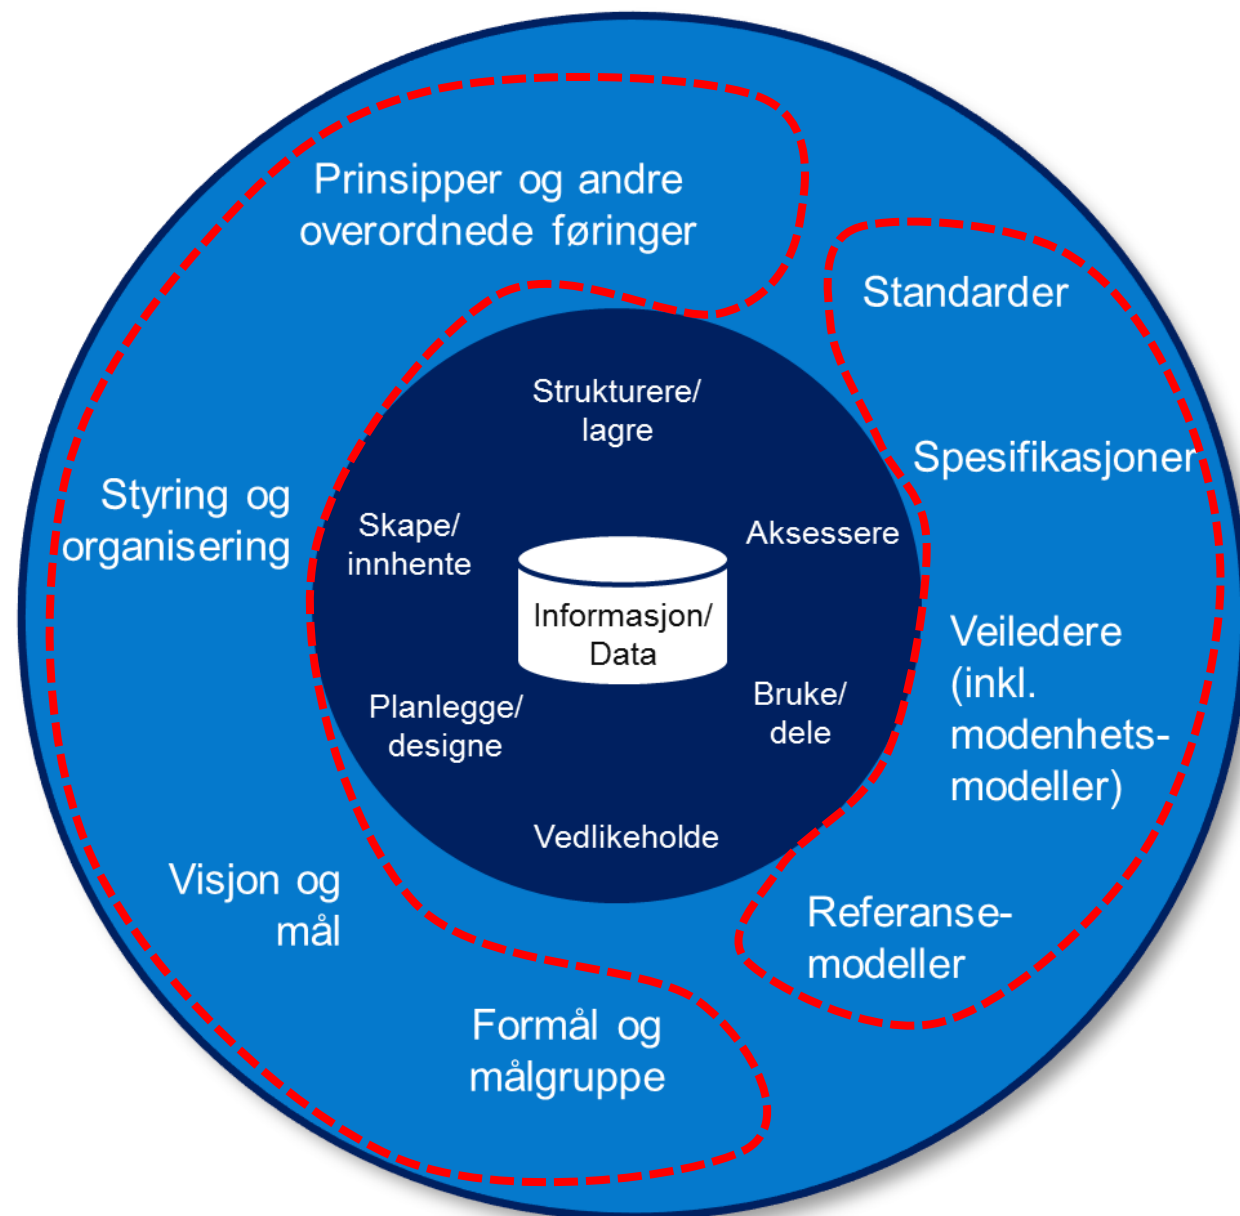 Prinsipper og andre
overordnede føringer
Standarder
Spesifikasjoner
Veiledere
(inkl.
modenhets-
modeller)
Referanse-
modeller
Formål og
målgruppe
Visjon og
mål
Styring og
organisering
Strukturere/
lagre
Aksessere
Bruke/
dele
Vedlikeholde
Planlegge/
designe
Skape/
innhente
Informasjon/
Data